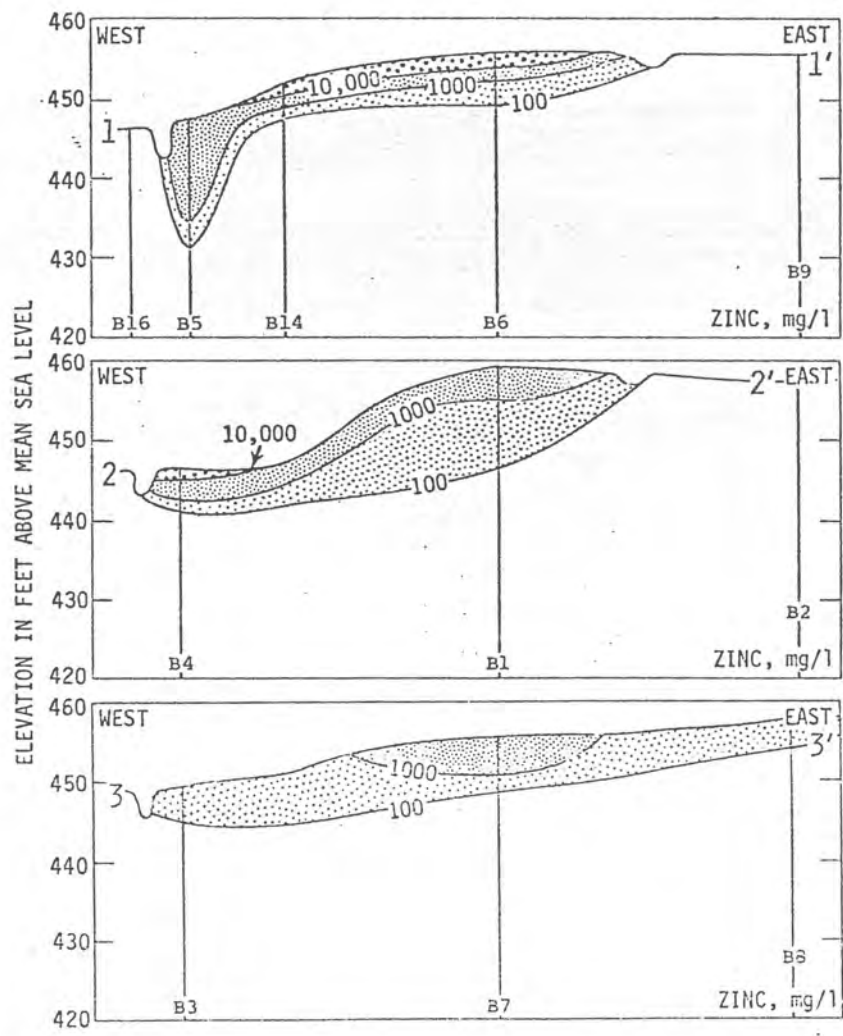 ELEVATION IN FEET ABOVE MEAN SEA LEVEL
460
450
440
430
420
WEST
EAST
1
1'
10,000
1000
100
B16
B5
B14
B6
B9
ZINC, mg/l
460
450
440
430
420
WEST
2'-EAST
2
10,000
1000
100
B4
B1
B2
ZINC, mg/l
460
450
440
430
420
WEST
EAST
3
3'
1000
100
B3
B7
B8
ZINC, mg/l